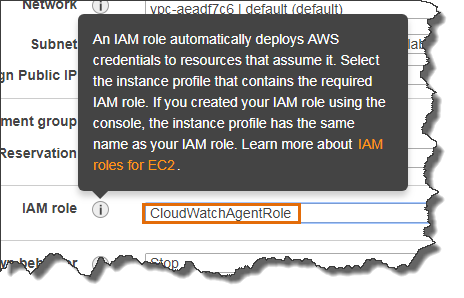 Network
vpc-aeadf7c6 | default (default)
An IAM role automatically deploys AWS
credentials to resources that assume it. Select
the instance profile that contains the required
IAM role. If you created your IAM role using the
console, the instance profile has the same
name as your IAM role. Learn more about IAM
roles for EC2.
Subnet
Public IP
group
Reservation
IAM role
CloudWatchAgentRole
Stop